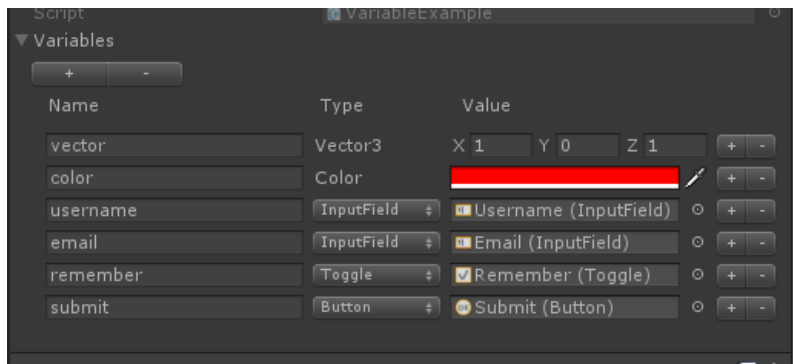 Script VariableExample
Variables
+ -
Name Type Value
vector Vector3 X 1 Y 0 Z 1 + -
color Color + -
username InputField Username (InputField) + -
email InputField Email (InputField) + -
remember Toggle Remember (Toggle) + -
submit Button Submit (Button) + -